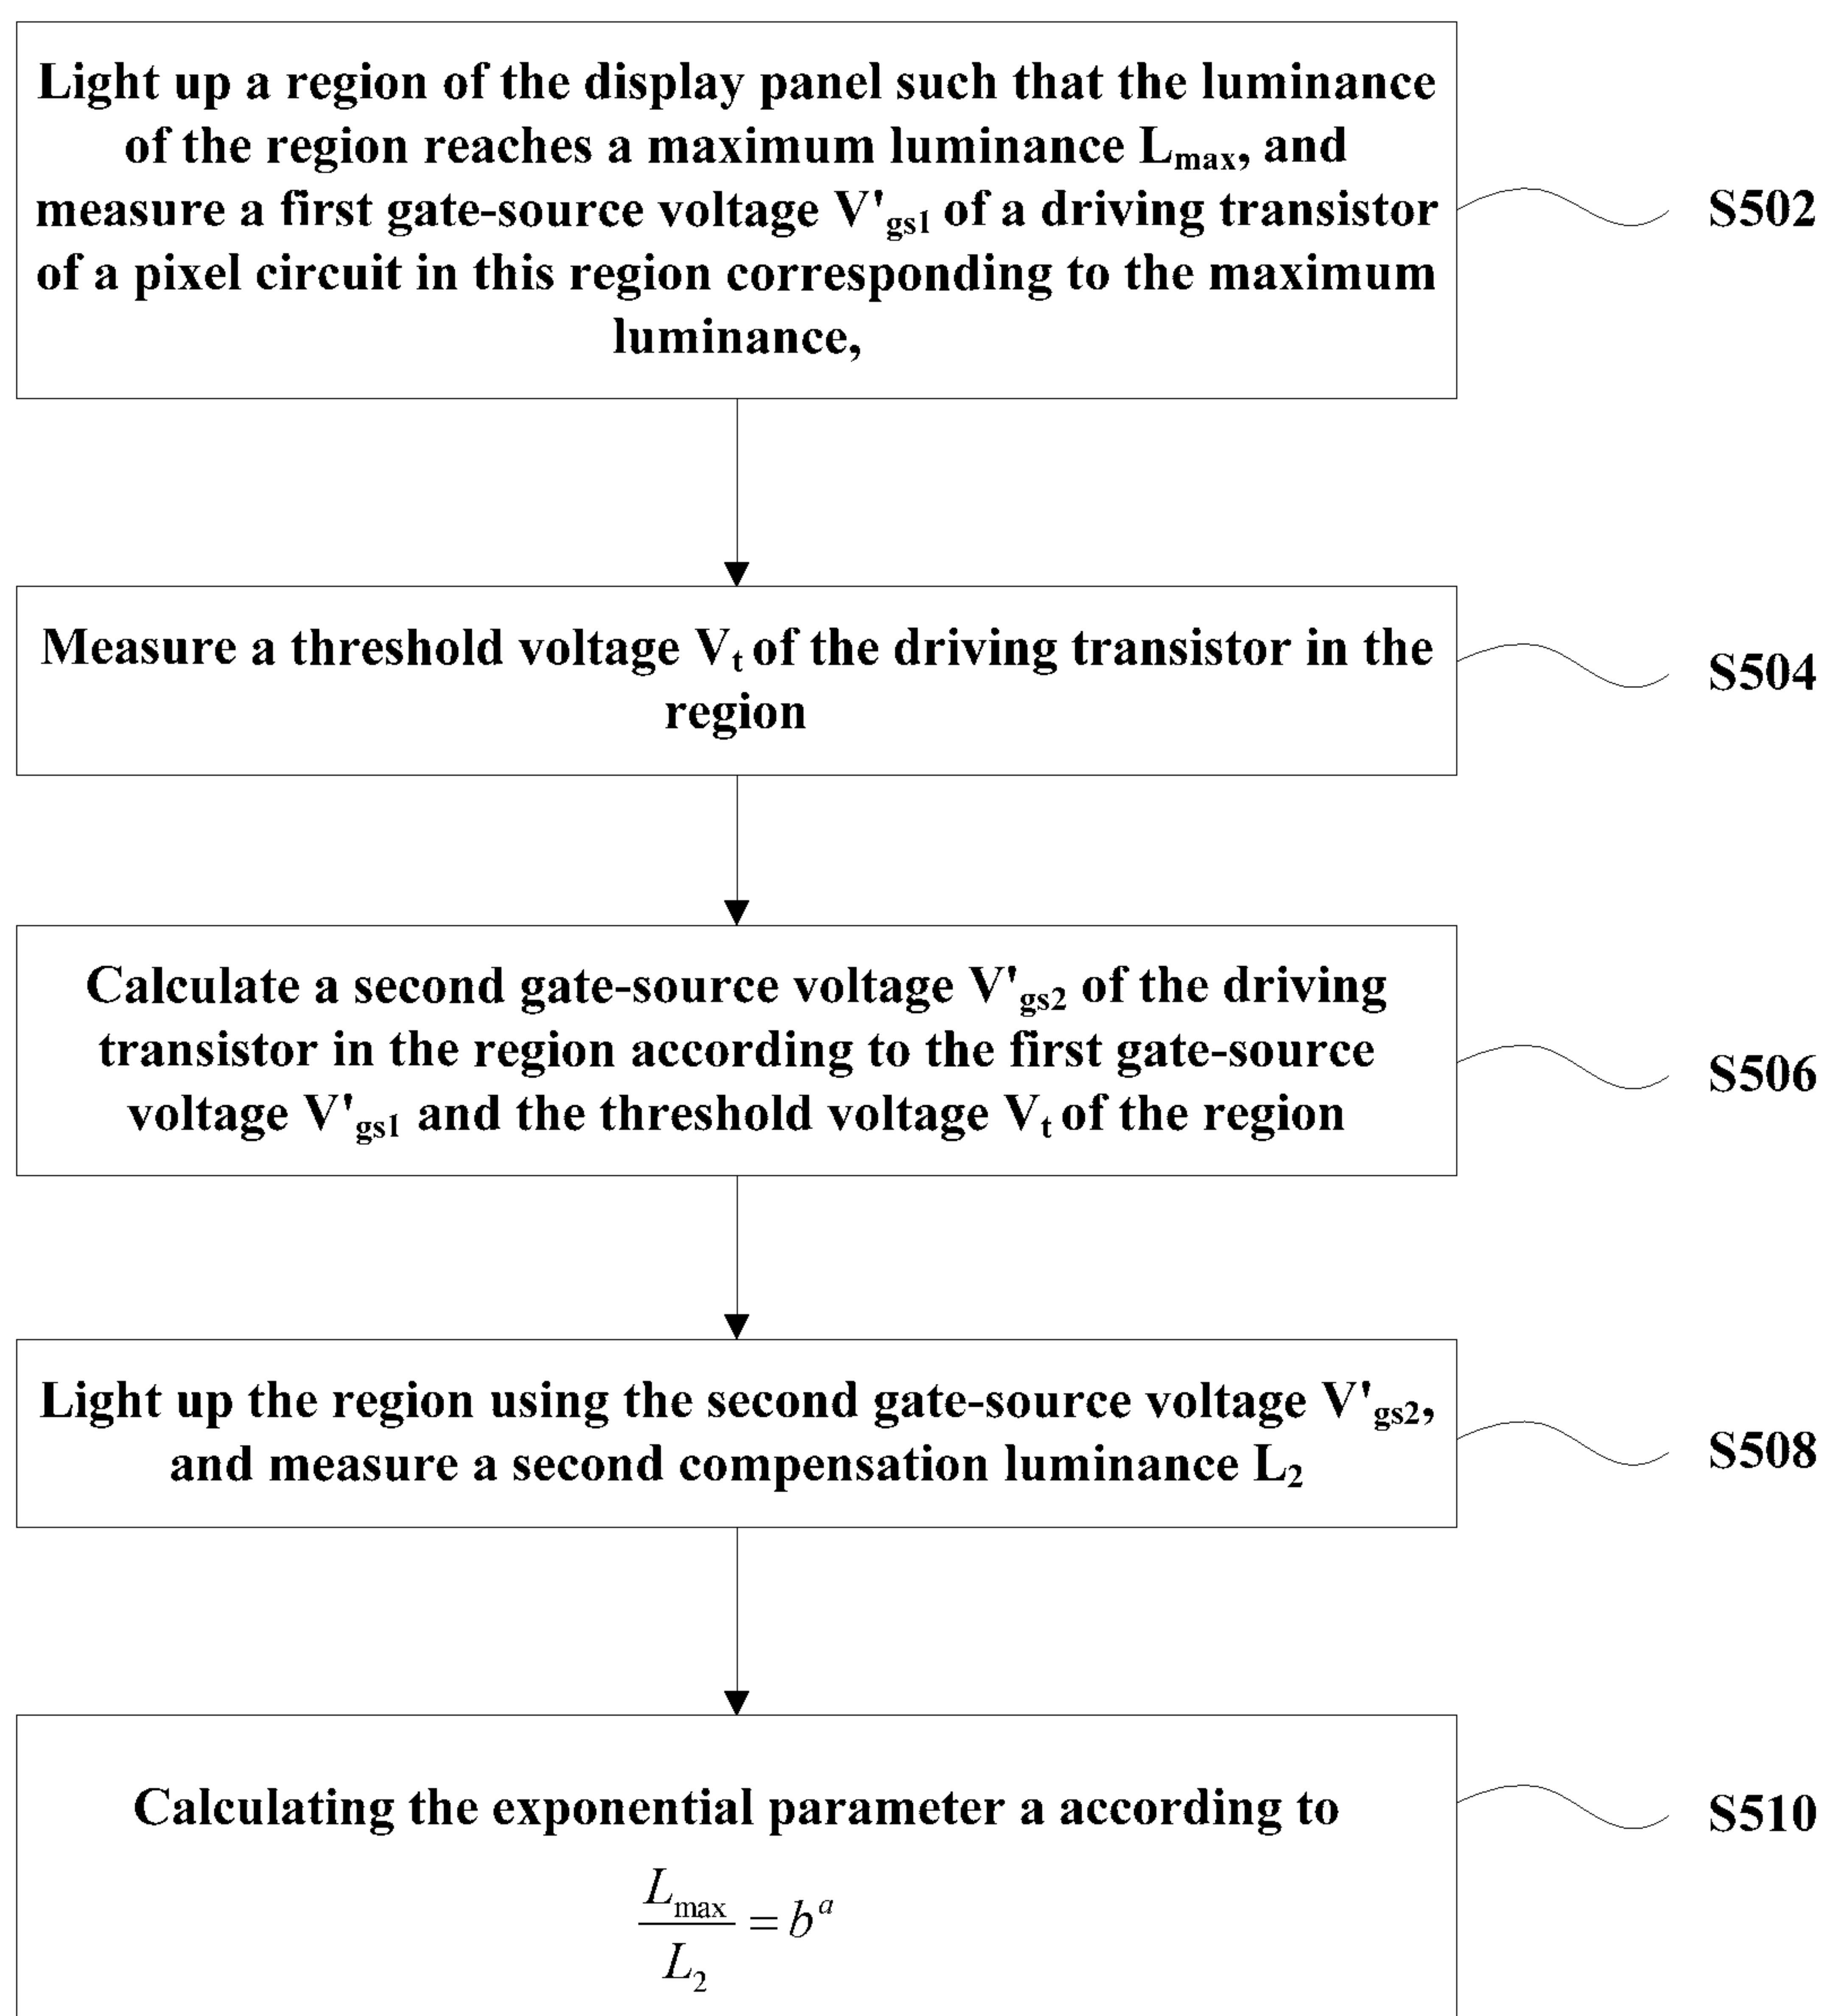 Light up a region of the display panel such that the luminance
of the region reaches a maximum luminance Lmax, and
measure a first gate-source voltage V'gs1 of a driving transistor
of a pixel circuit in this region corresponding to the maximum
luminance,
S502
Measure a threshold voltage Vt of the driving transistor in the
region
S504
Calculate a second gate-source voltage V'gs2 of the driving
transistor in the region according to the first gate-source
voltage V'gs1 and the threshold voltage Vt of the region
S506
Light up the region using the second gate-source voltage V'gs2,
and measure a second compensation luminance L2
S508
Calculating the exponential parameter a according to
Lmax/L2 = b^a
S510